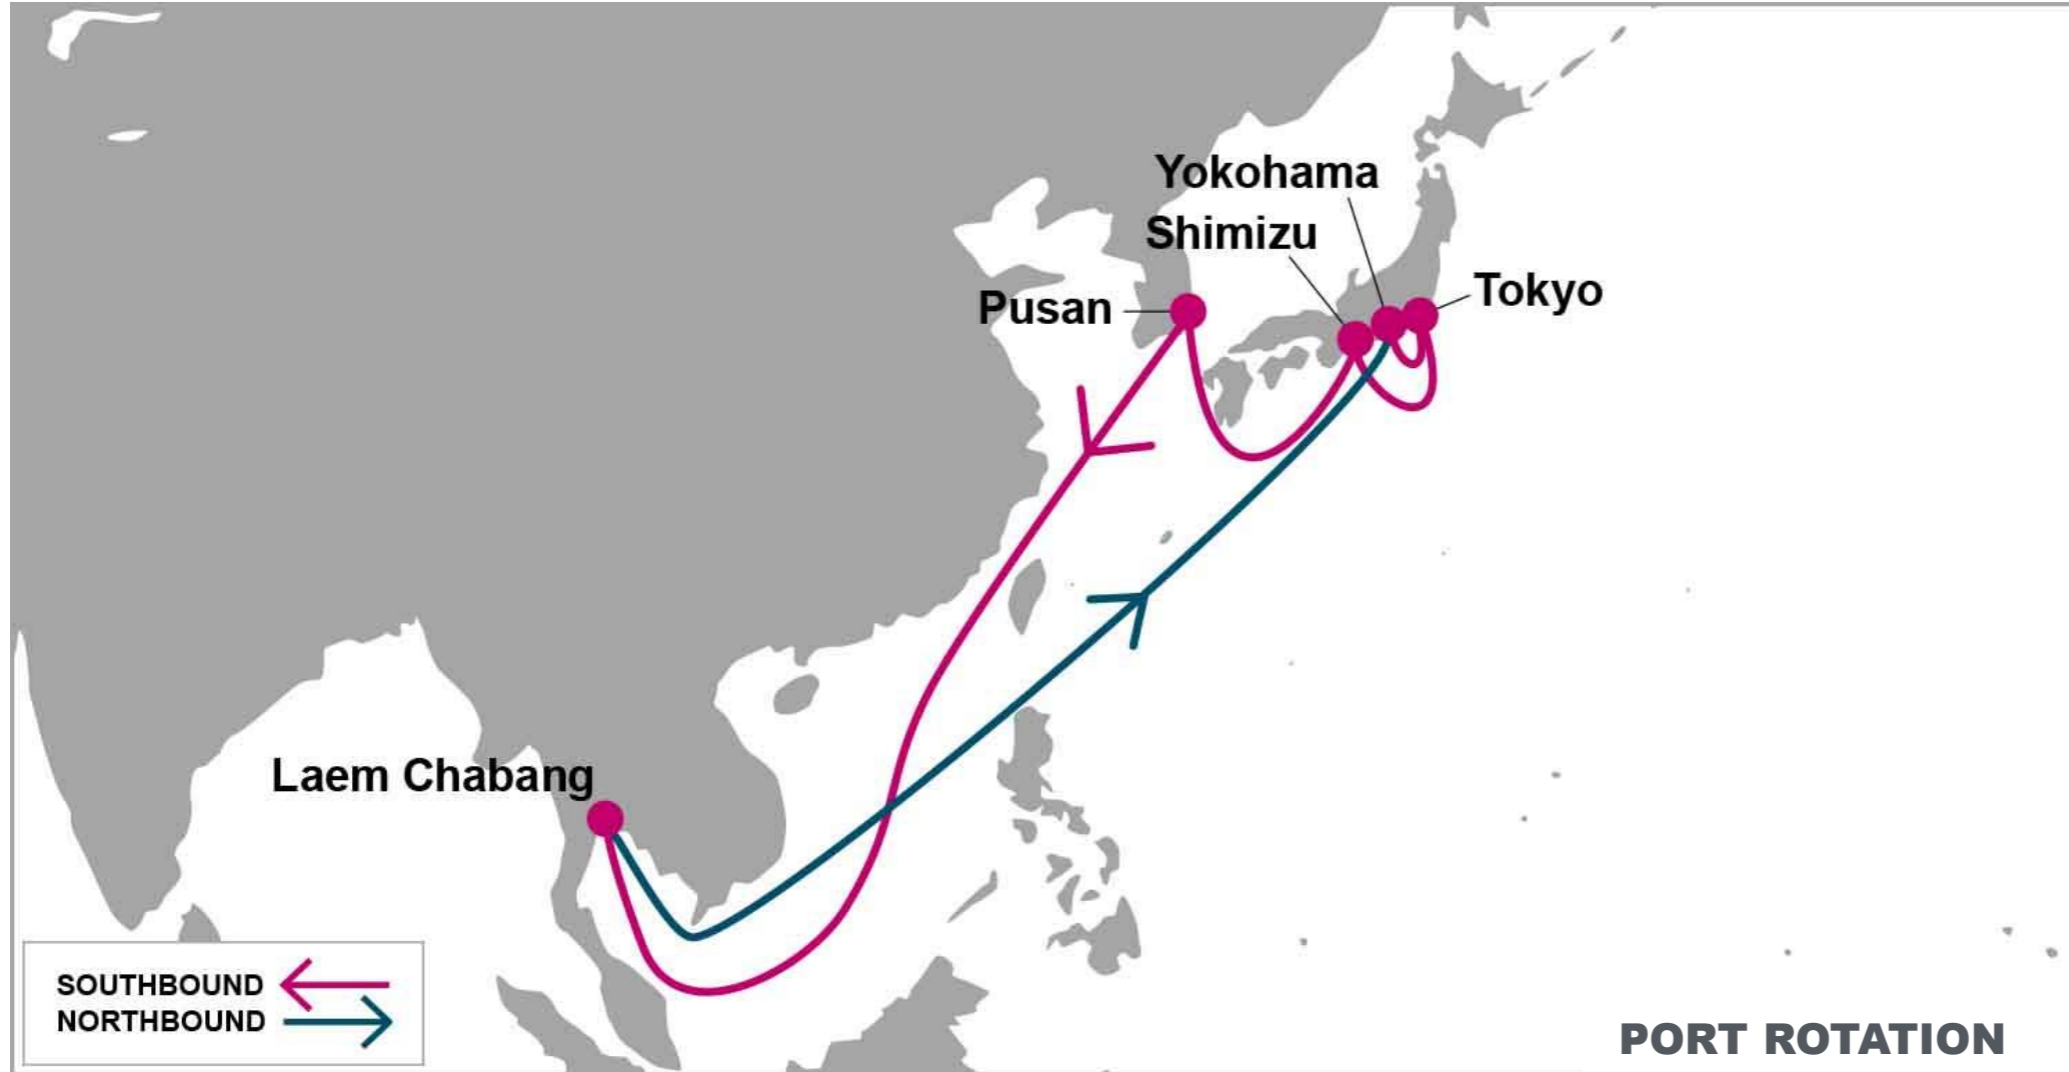 Yokohama
Shimizu
Tokyo
Pusan
Laem Chabang
SOUTHBOUND
NORTHBOUND
PORT ROTATION